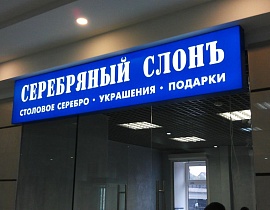 СЕРЕБРЯНЫЙ СЛОНЪ
СТОЛОВОЕ СЕРЕБРО • УКРАШЕНИЯ • ПОДАРКИ